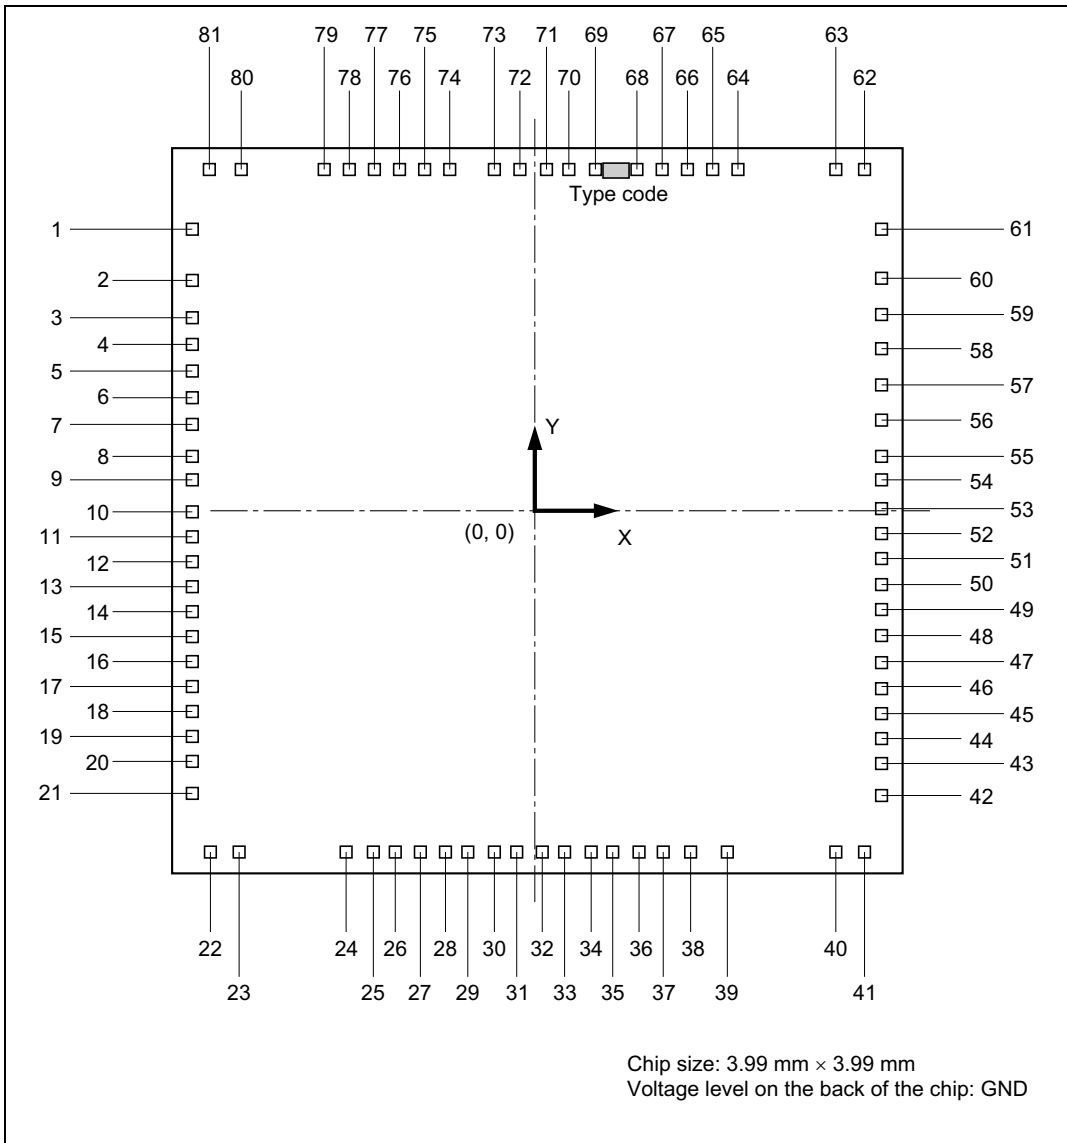 81 79 77 75 73 71 69 67 65 63
80 78 76 74 72 70 68 66 64 62
Type code
1 61
2 60
3 59
4 58
5 57
6 56
7 Y
8 55
9 54
10 53
(0, 0) X 52
11 51
12 50
13 49
14 48
15 47
16 46
17 45
18 44
19 43
20 42
21
22 24 26 28 30 32 34 36 38 40
23 25 27 29 31 33 35 37 39 41
Chip size: 3.99 mm × 3.99 mm
Voltage level on the back of the chip: GND